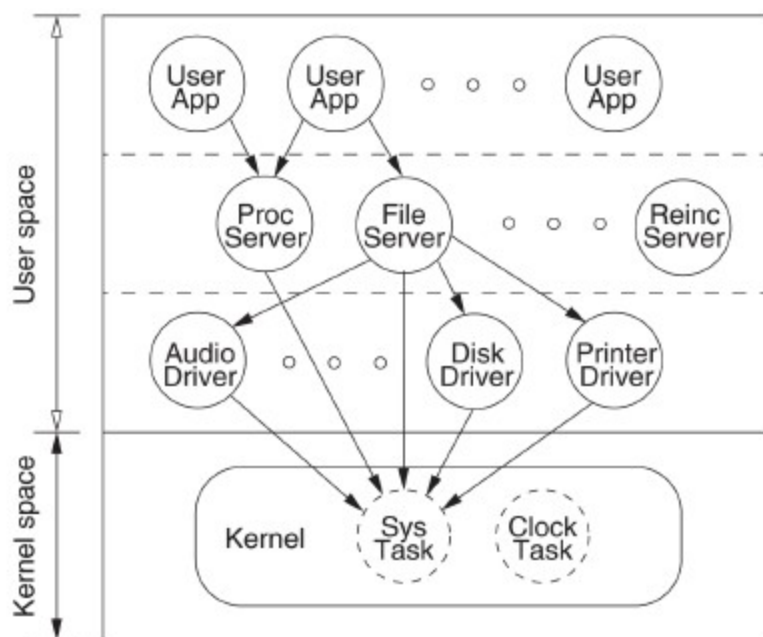 User
App
User
App
User
App
User space
Proc
Server
File
Server
Reinc
Server
Audio
Driver
Disk
Driver
Printer
Driver
Kernel space
Kernel
Sys
Task
Clock
Task